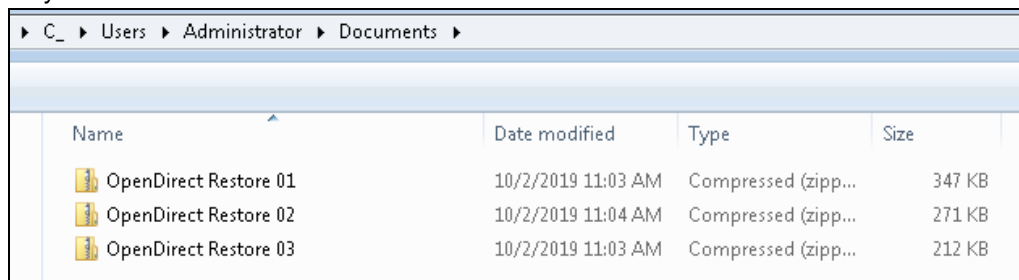 C_ ▸ Users ▸ Administrator ▸ Documents ▸
Name Date modified Type Size
OpenDirect Restore 01 10/2/2019 11:03 AM Compressed (zipp... 347 KB
OpenDirect Restore 02 10/2/2019 11:04 AM Compressed (zipp... 271 KB
OpenDirect Restore 03 10/2/2019 11:03 AM Compressed (zipp... 212 KB